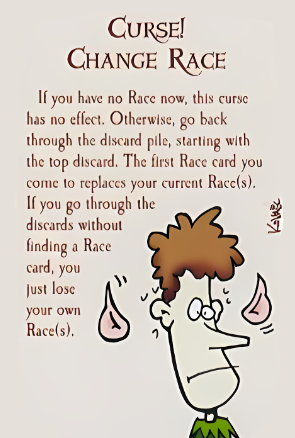 Curse!
Change Race
If you have no Race now, this curse
has no effect. Otherwise, go back
through the discard pile, starting with
the top discard. The first Race card you
come to replaces your current Race(s).
If you go through the
discards without
finding a Race
card, you
just lose
your own
Race(s).
Kovalic